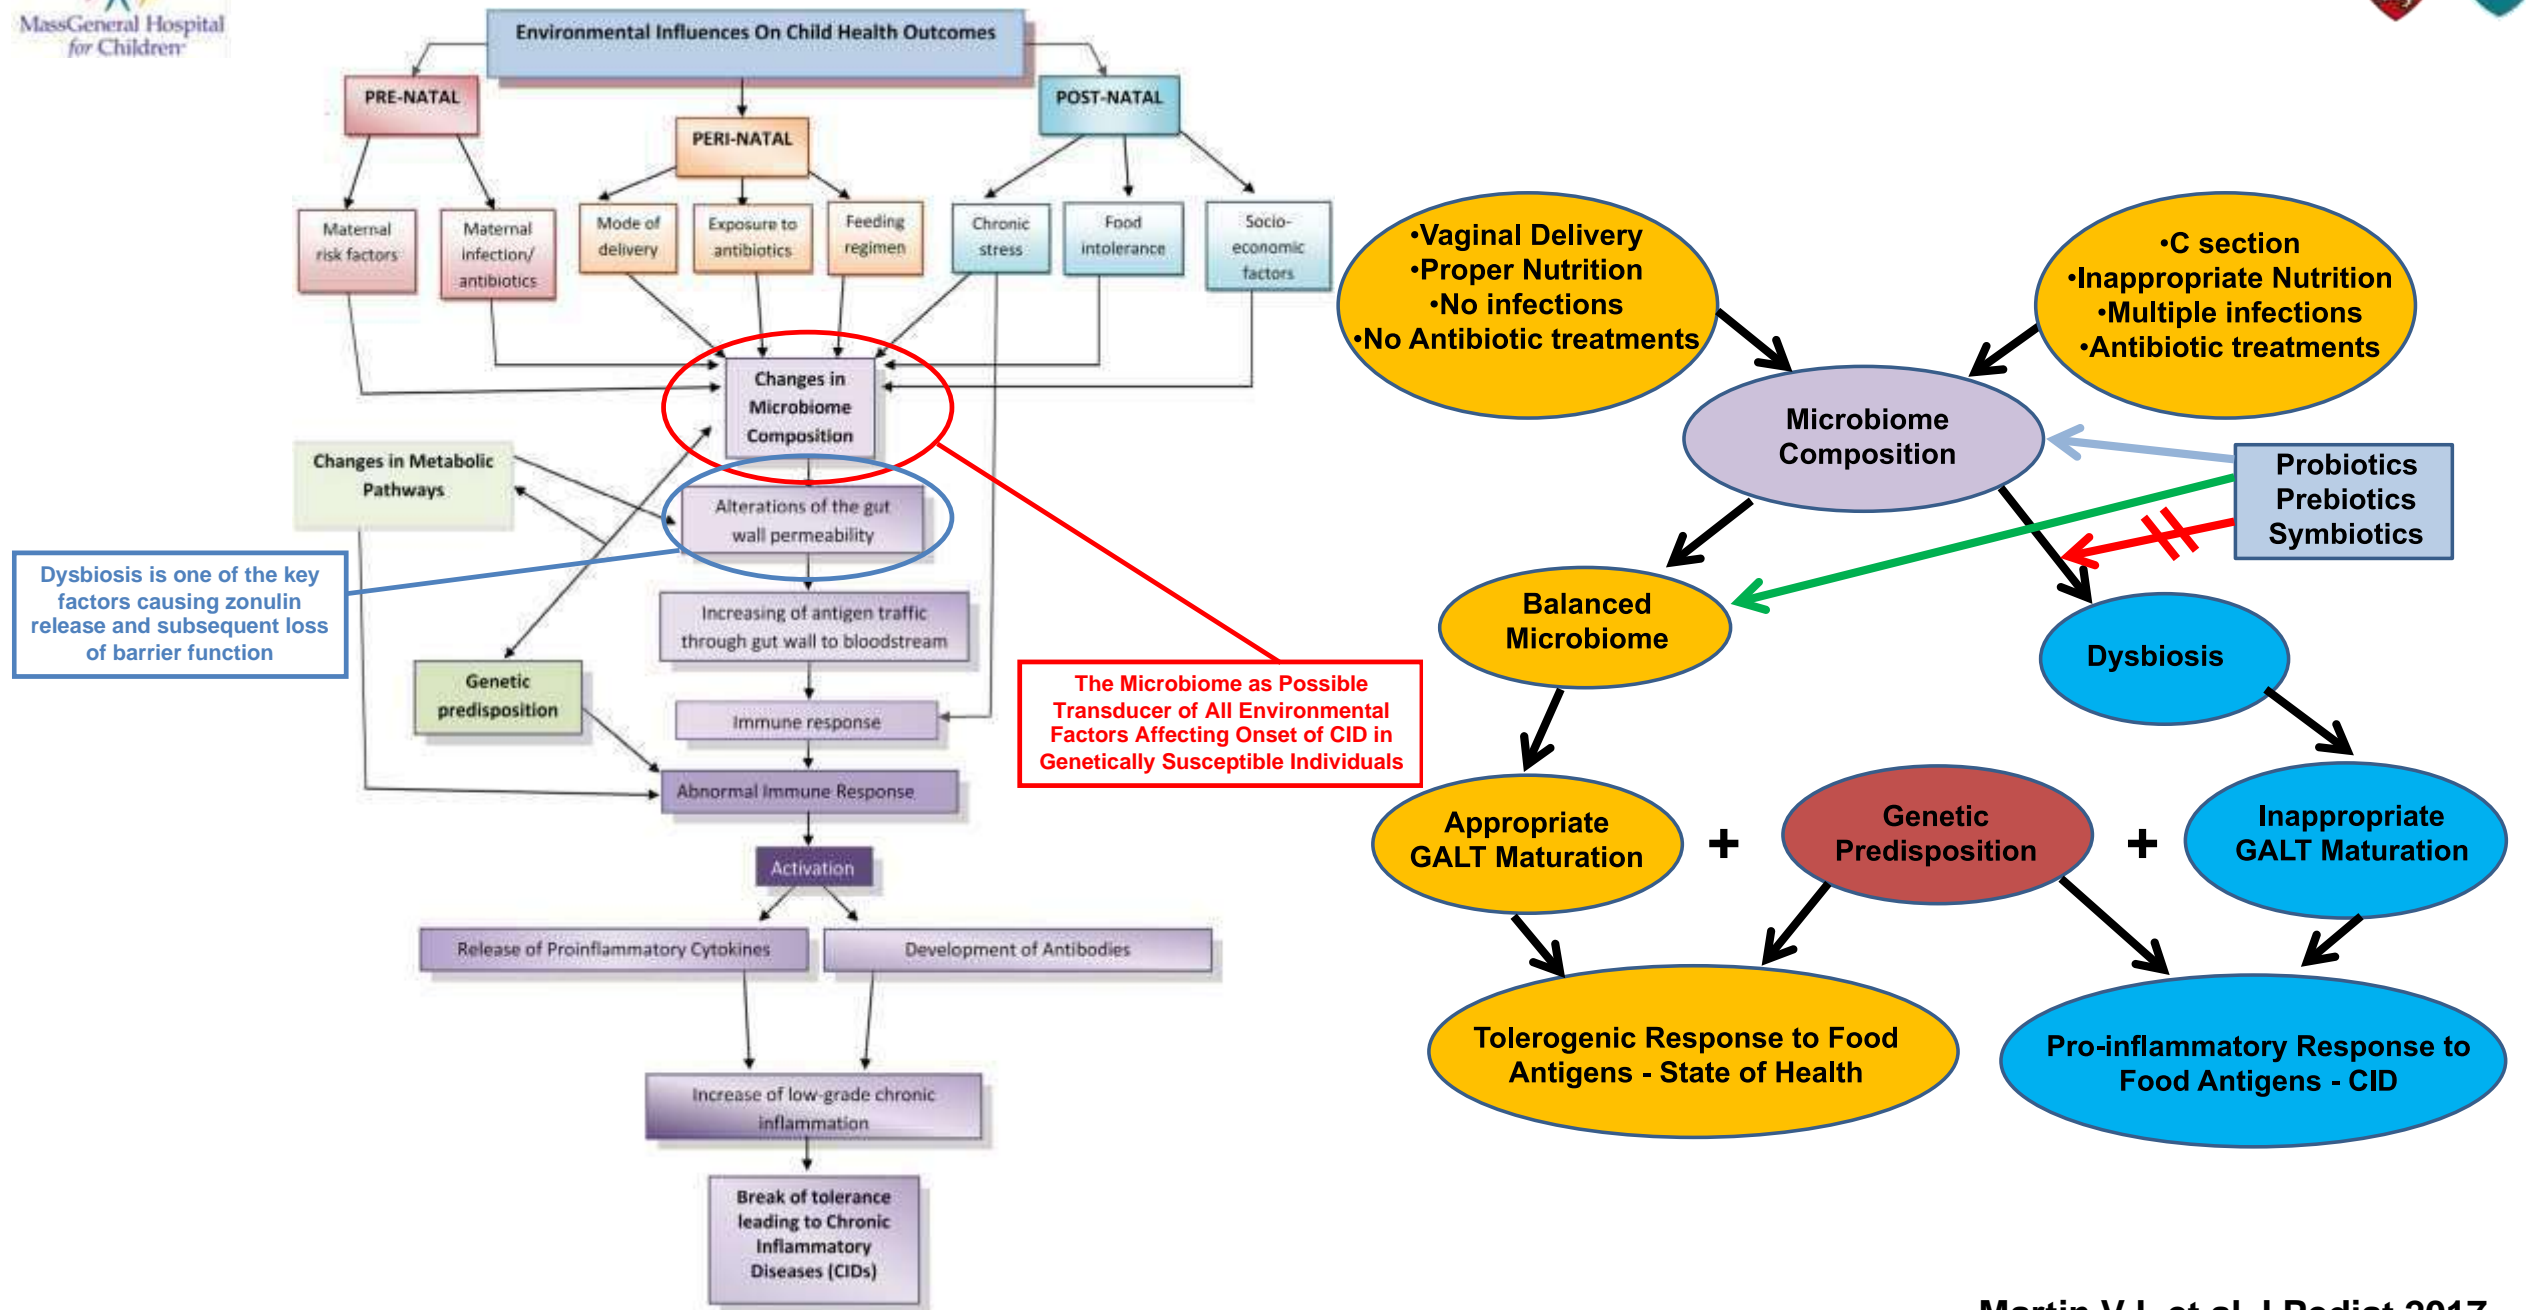 MassGeneral Hospital
for Children
Environmental Influences On Child Health Outcomes
PRE-NATAL
PERI-NATAL
POST-NATAL
Maternal
risk factors
Maternal
infection/
antibiotics
Mode of
delivery
Exposure to
antibiotics
Feeding
regimen
Chronic
stress
Food
intolerance
Socio-
economic
factors
Changes in
Microbiome
Composition
Changes in Metabolic
Pathways
Alterations of the gut
wall permeability
Dysbiosis is one of the key
factors causing zonulin
release and subsequent loss
of barrier function
Increasing of antigen traffic
through gut wall to bloodstream
Genetic
predisposition
Immune response
The Microbiome as Possible
Transducer of All Environmental
Factors Affecting Onset of CID in
Genetically Susceptible Individuals
Abnormal Immune Response
Activation
Release of Proinflammatory Cytokines
Development of Antibodies
Increase of low-grade chronic
inflammation
Break of tolerance
leading to Chronic
Inflammatory
Diseases (CIDs)
•Vaginal Delivery
•Proper Nutrition
•No infections
•No Antibiotic treatments
•C section
•Inappropriate Nutrition
•Multiple infections
•Antibiotic treatments
Microbiome
Composition
Probiotics
Prebiotics
Symbiotics
Balanced
Microbiome
Dysbiosis
Appropriate
GALT Maturation
+
Genetic
Predisposition
+
Inappropriate
GALT Maturation
Tolerogenic Response to Food
Antigens - State of Health
Pro-inflammatory Response to
Food Antigens - CID
Martin VJ, et al J Pediat 2017